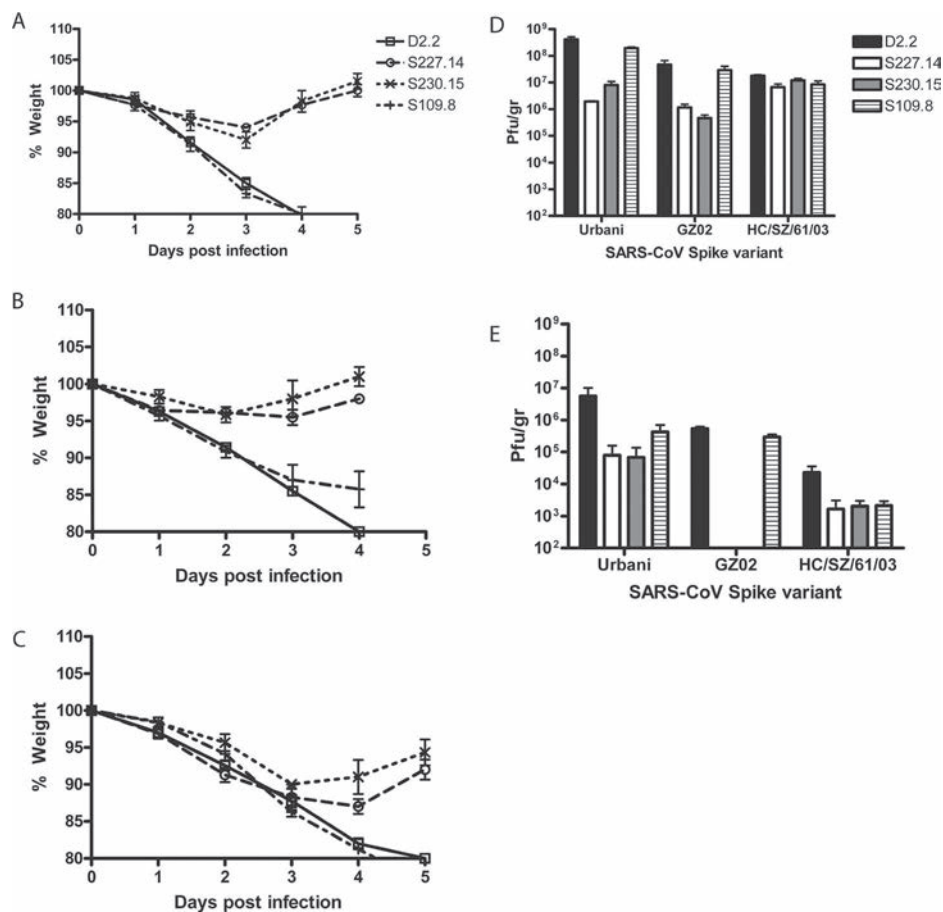 A
110
105
100
95
90
85
80
% Weight
0 1 2 3 4 5
Days post infection
D2.2
S227.14
S230.15
S109.8
D
10⁹
10⁸
10⁷
10⁶
10⁵
10⁴
10³
10²
Pfu/gr
Urbani GZ02 HC/SZ/61/03
SARS-CoV Spike variant
D2.2
S227.14
S230.15
S109.8
B
110
105
100
95
90
85
80
% Weight
0 1 2 3 4 5
Days post infection
E
10⁹
10⁸
10⁷
10⁶
10⁵
10⁴
10³
10²
Pfu/gr
Urbani GZ02 HC/SZ/61/03
SARS-CoV Spike variant
C
110
105
100
95
90
85
80
% Weight
0 1 2 3 4 5
Days post infection